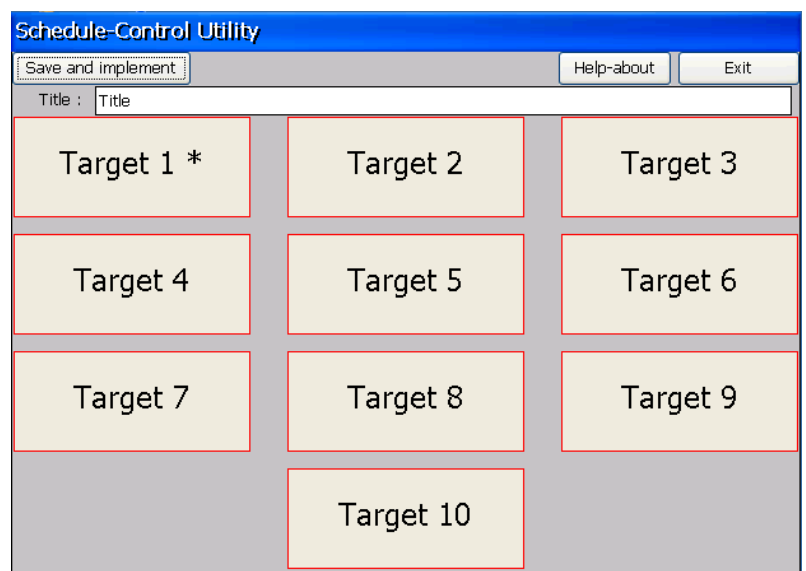 Schedule-Control Utility
Save and implement Help-about Exit
Title : Title
Target 1 * Target 2 Target 3
Target 4 Target 5 Target 6
Target 7 Target 8 Target 9
Target 10